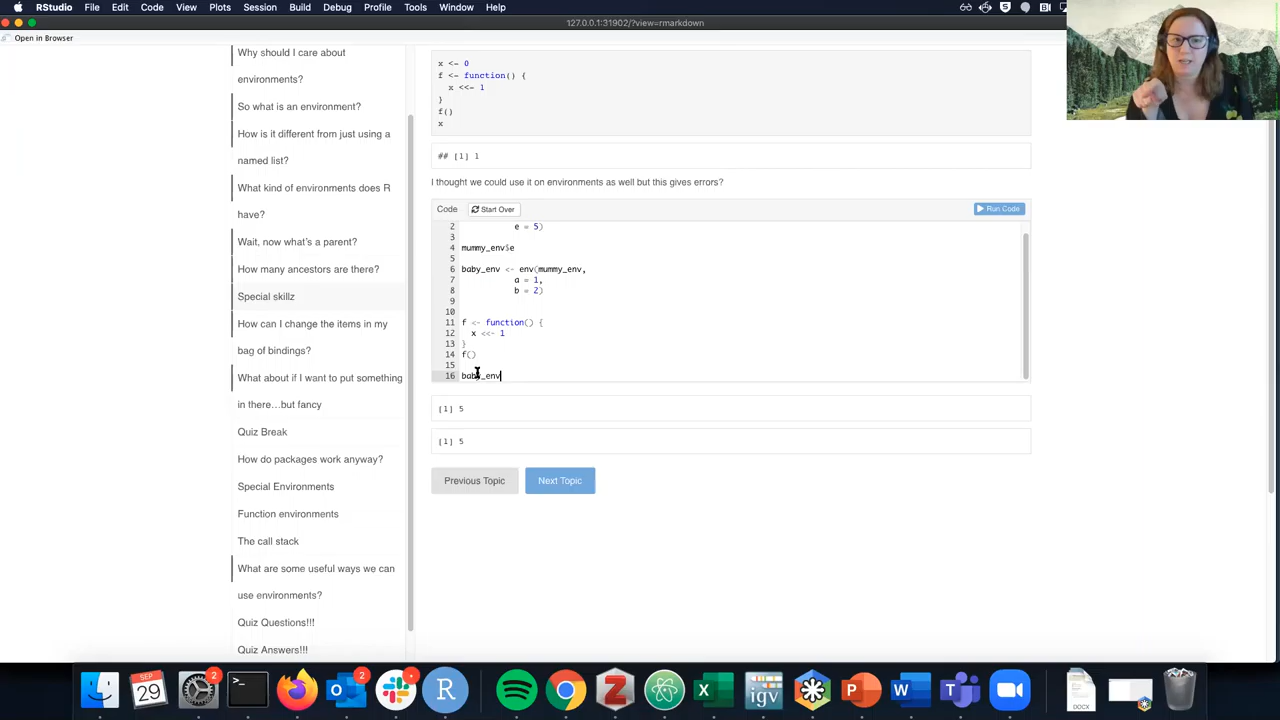 RStudio File Edit Code View Plots Session Build Debug Profile Tools Window Help
127.0.0.1:31902/?view=rmarkdown
Open in Browser
Why should I care about
environments?
So what is an environment?
How is it different from just using a
named list?
What kind of environments does R
have?
Wait, now what's a parent?
How many ancestors are there?
Special skillz
How can I change the items in my
bag of bindings?
What about if I want to put something
in there…but fancy
Quiz Break
How do packages work anyway?
Special Environments
Function environments
The call stack
What are some useful ways we can
use environments?
Quiz Questions!!!
Quiz Answers!!!
x <- 0
f <- function() {
x <<- 1
}
f()
x
## [1] 1
I thought we could use it on environments as well but this gives errors?
Code Start Over Run Code
2 e = 5)
3
4 mummy_env$e
5
6 baby_env <- env(mummy_env,
7 a = 1,
8 b = 2)
9
10
11 f <- function() {
12 x <<- 1
13 }
14 f()
15
16 baby_env
[1] 5
[1] 5
Previous Topic Next Topic
SEP
29
2
>_
2
R
X
igv
P
W
T
DOCX